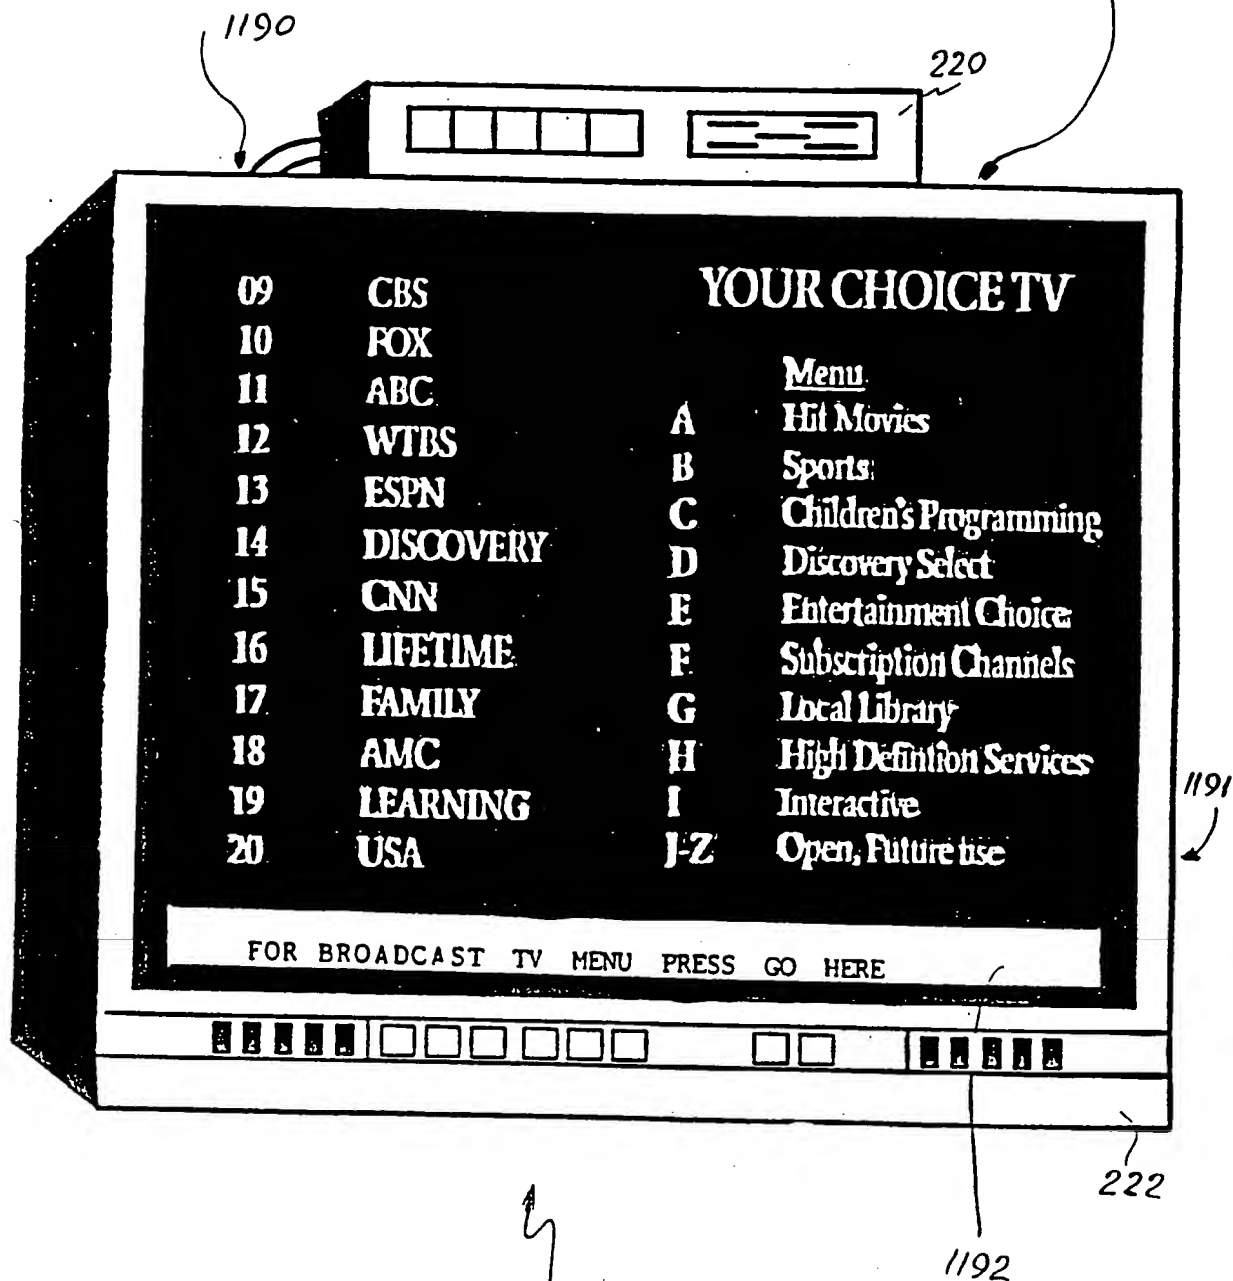 1190
220
09 CBS
10 FOX
11 ABC
12 WTBS
13 ESPN
14 DISCOVERY
15 CNN
16 LIFETIME
17 FAMILY
18 AMC
19 LEARNING
20 USA
YOUR CHOICE TV
Menu
A Hit Movies
B Sports
C Children's Programming
D Discovery Select
E Entertainment Choice
F Subscription Channels
G Local Library
H High Defintion Services
I Interactive
J-Z Open, Future use
1191
FOR BROADCAST TV MENU PRESS GO HERE
222
1192